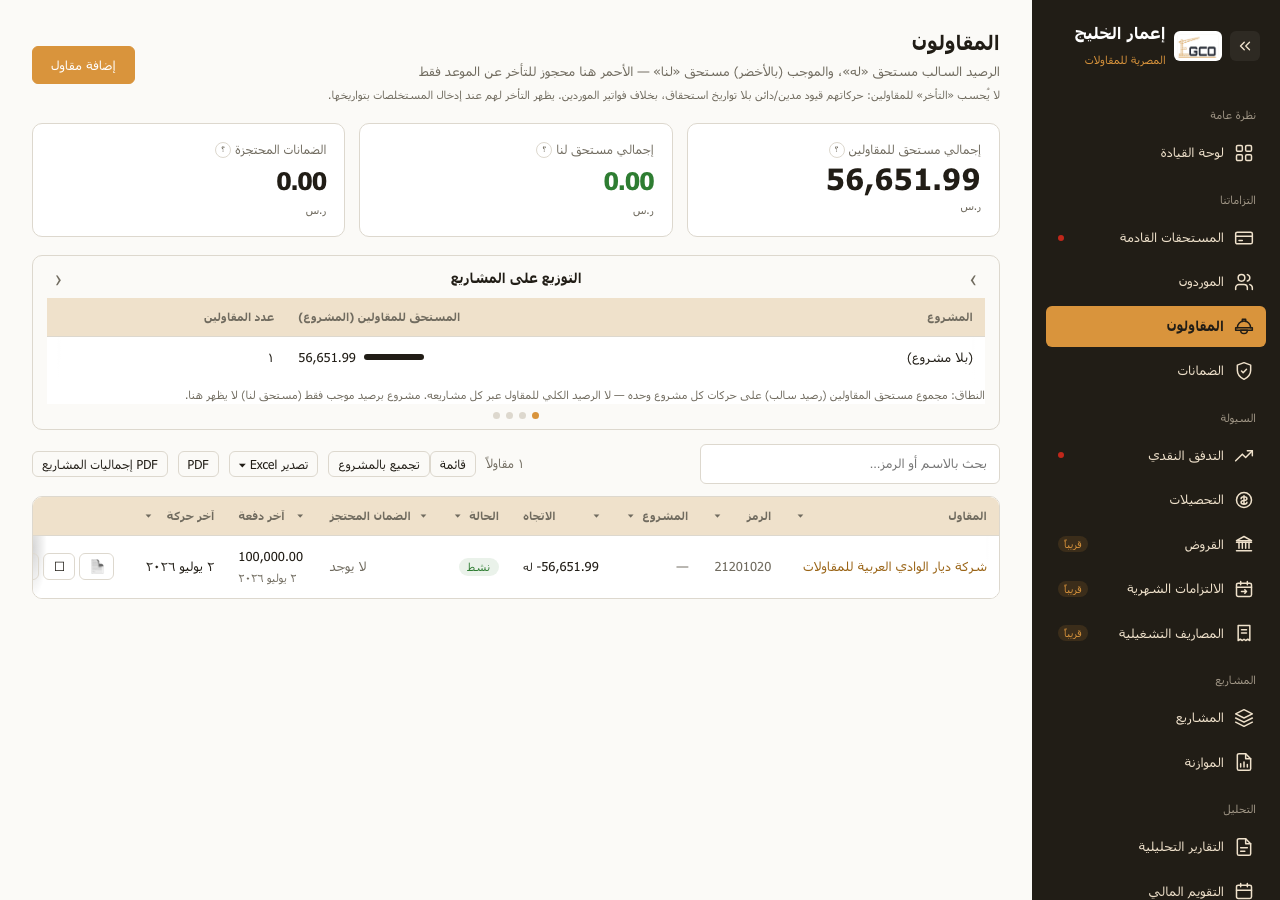 إعمار الخليج
المصرية للمقاولات
GCO
نظرة عامة
لوحة القيادة
التزاماتنا
المستحقات القادمة
الموردون
المقاولون
الضمانات
السيولة
التدفق النقدي
التحصيلات
القروض قريباً
الالتزامات الشهرية قريباً
المصاريف التشغيلية قريباً
المشاريع
المشاريع
الموازنة
التحليل
التقارير التحليلية
التقويم المالي
المقاولون
إضافة مقاول
الرصيد السالب مستحق «له»، والموجب (بالأخضر) مستحق «لنا» — الأحمر هنا محجوز للتأخر عن الموعد فقط
لا يُحسب «التأخر» للمقاولين: حركاتهم قيود مدين/دائن بلا تواريخ استحقاق، بخلاف فواتير الموردين. يظهر التأخر لهم عند إدخال المستخلصات بتواريخها.
إجمالي مستحق للمقاولين ؟
56,651.99
ر.س
إجمالي مستحق لنا ؟
0.00
ر.س
الضمانات المحتجزة ؟
0.00
ر.س
التوزيع على المشاريع
المشروع المستحق للمقاولين (المشروع) عدد المقاولين
(بلا مشروع) 56,651.99 ١
النطاق: مجموع مستحق المقاولين (رصيد سالب) على حركات كل مشروع وحده — لا الرصيد الكلي للمقاول عبر كل مشاريعه. مشروع برصيد موجب فقط (مستحق لنا) لا يظهر هنا.
بحث بالاسم أو الرمز...
١ مقاولاً
قائمة تجميع بالمشروع تصدير Excel ▾ PDF PDF إجماليات المشاريع
المقاول الرمز المشروع الاتجاه الحالة الضمان المحتجز آخر دفعة آخر حركة
شركة ديار الوادي العربية للمقاولات 21201020 — -56,651.99 له نشط لا يوجد 100,000.00 ٢ يوليو ٢٠٢٦
٢ يوليو ٢٠٢٦